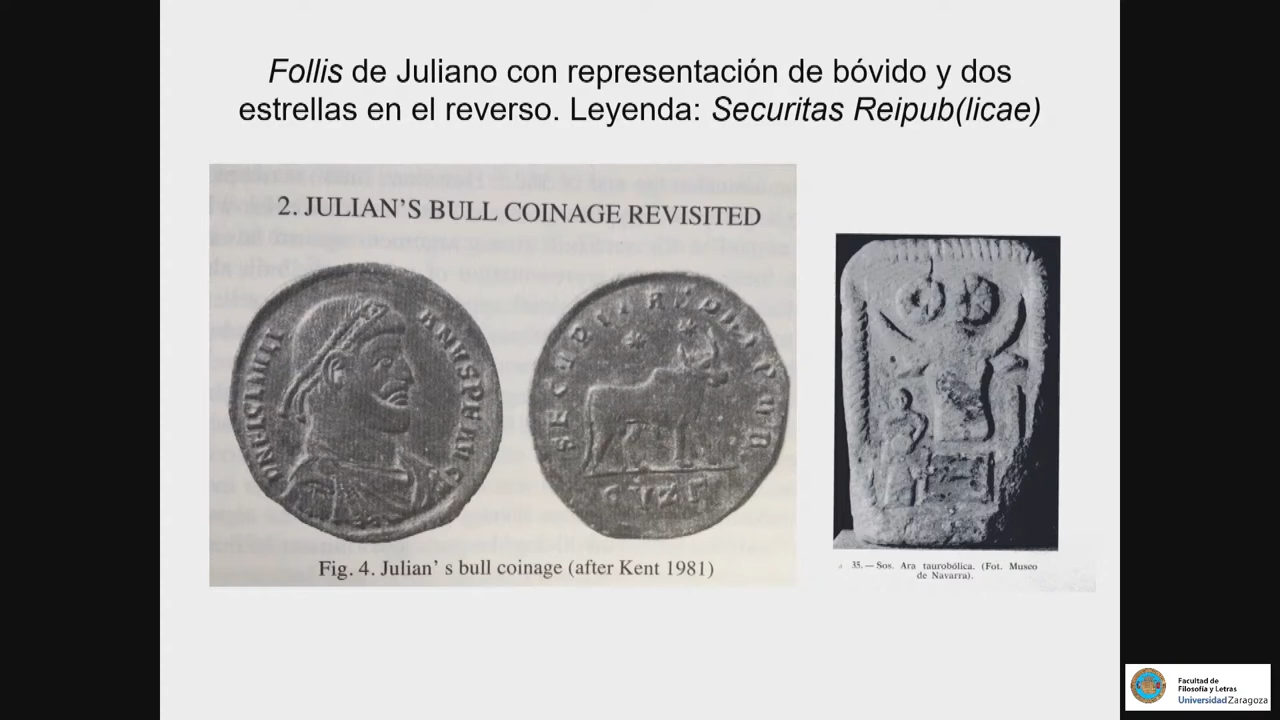 Follis de Juliano con representación de bóvido y dos
estrellas en el reverso. Leyenda: Securitas Reipub(licae)
2. JULIAN'S BULL COINAGE REVISITED
Fig. 4. Julian' s bull coinage (after Kent 1981)
35. — Sos. Ara taurobólica. (Fot. Museo
de Navarra).
Facultad de
Filosofía y Letras
Universidad Zaragoza